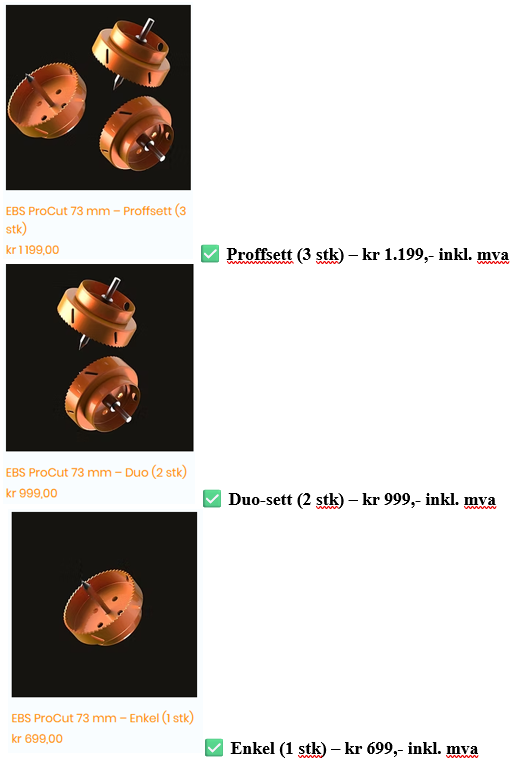 EBS ProCut 73 mm – Proffsett (3
stk)
kr 1 199,00
✅ Proffsett (3 stk) – kr 1.199,- inkl. mva
EBS ProCut 73 mm – Duo (2 stk)
kr 999,00
✅ Duo-sett (2 stk) – kr 999,- inkl. mva
EBS ProCut 73 mm – Enkel (1 stk)
kr 699,00
✅ Enkel (1 stk) – kr 699,- inkl. mva